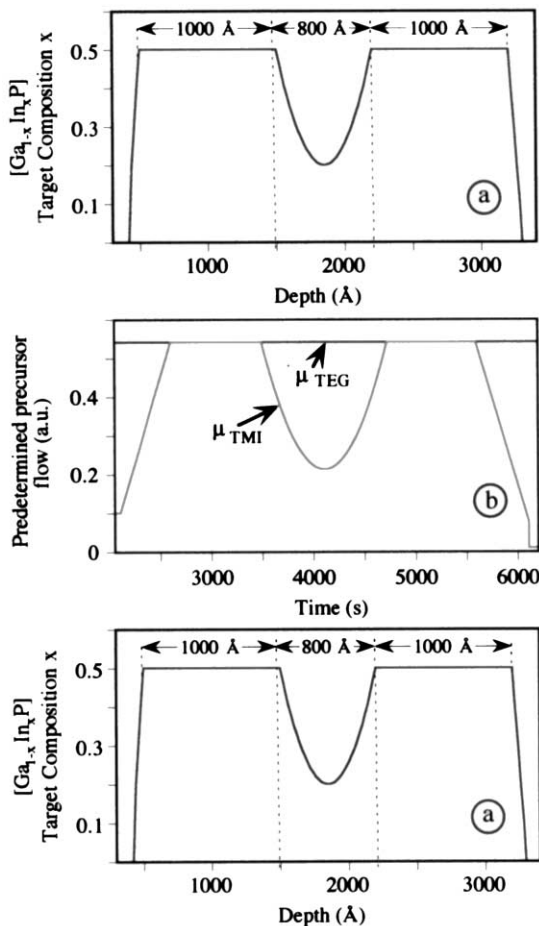 1000 Å 800 Å 1000 Å
0.5
0.3
0.1
[Ga1-x InxP]
Target Composition x
a
1000 2000 3000
Depth (Å)
0.4
0.2
0
Predetermined precursor
flow (a.u.)
μ TEG
μ TMI
b
3000 4000 5000 6000
Time (s)
1000 Å 800 Å 1000 Å
0.5
0.3
0.1
[Ga1-x InxP]
Target Composition x
a
1000 2000 3000
Depth (Å)